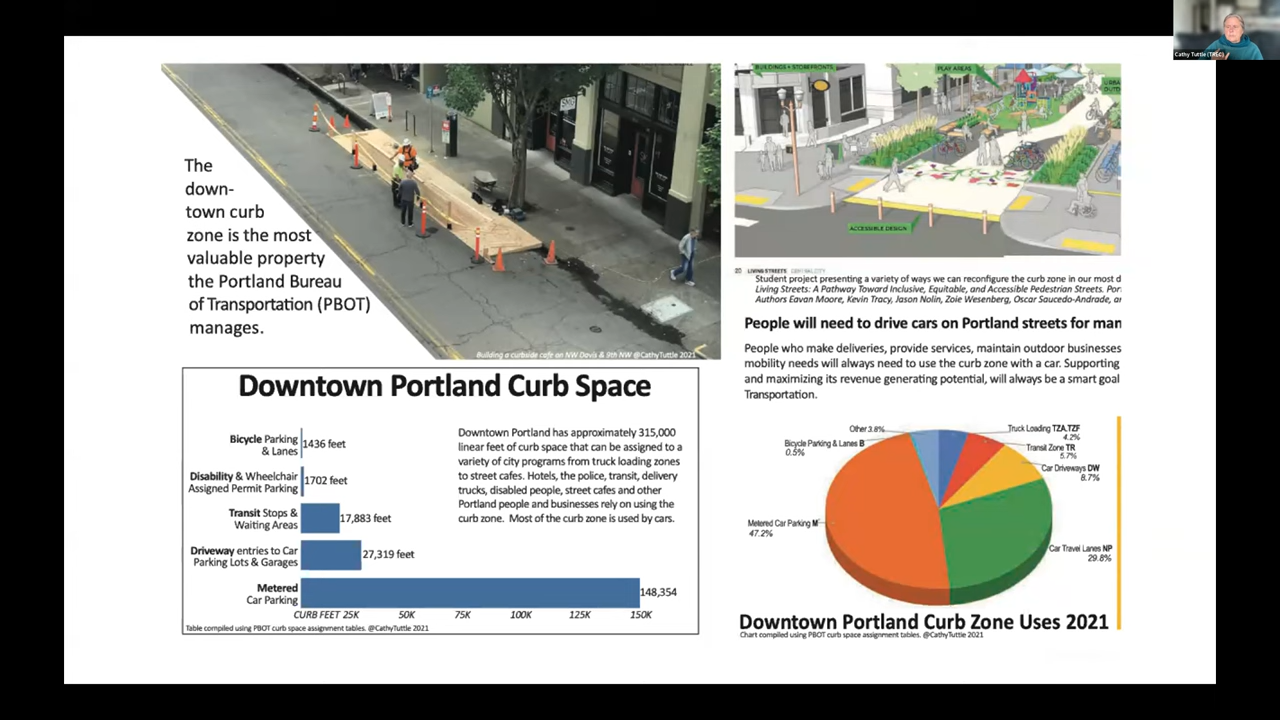 Cathy Tuttle (TREC)
The
down-
town curb
zone is the most
valuable property
the Portland Bureau
of Transportation (PBOT)
manages.
Building a curbside cafe on NW Davis & 9th NW @CathyTuttle 2021
Downtown Portland Curb Space
Bicycle Parking
& Lanes
1436 feet
Disability & Wheelchair
Assigned Permit Parking
1702 feet
Transit Stops &
Waiting Areas
17,883 feet
Driveway entries to Car
Parking Lots & Garages
27,319 feet
Metered
Car Parking
148,354
CURB FEET 25K 50K 75K 100K 125K 150K
Downtown Portland has approximately 315,000
linear feet of curb space that can be assigned to a
variety of city programs from truck loading zones
to street cafes. Hotels, the police, transit, delivery
trucks, disabled people, street cafes and other
Portland people and businesses rely on using the
curb zone. Most of the curb zone is used by cars.
Table compiled using PBOT curb space assignment tables. @CathyTuttle 2021
BUILDINGS + STOREFRONTS
PLAY AREAS
URBA
OUTD
ACCESSIBLE DESIGN
20 LIVING STREETS CENTRAL CITY
Student project presenting a variety of ways we can reconfigure the curb zone in our most d
Living Streets: A Pathway Toward Inclusive, Equitable, and Accessible Pedestrian Streets. Por
Authors Eavan Moore, Kevin Tracy, Jason Nolin, Zoie Wesenberg, Oscar Saucedo-Andrade, ar
People will need to drive cars on Portland streets for man
People who make deliveries, provide services, maintain outdoor businesses
mobility needs will always need to use the curb zone with a car. Supporting
and maximizing its revenue generating potential, will always be a smart goal
Transportation.
Other 3.8%
Truck Loading TZA,TZF
4.2%
Bicycle Parking & Lanes B
0.5%
Transit Zone TR
5.7%
Car Driveways DW
8.7%
Metered Car Parking M
47.2%
Car Travel Lanes NP
29.8%
Downtown Portland Curb Zone Uses 2021
Chart compiled using PBOT curb space assignment tables. @CathyTuttle 2021